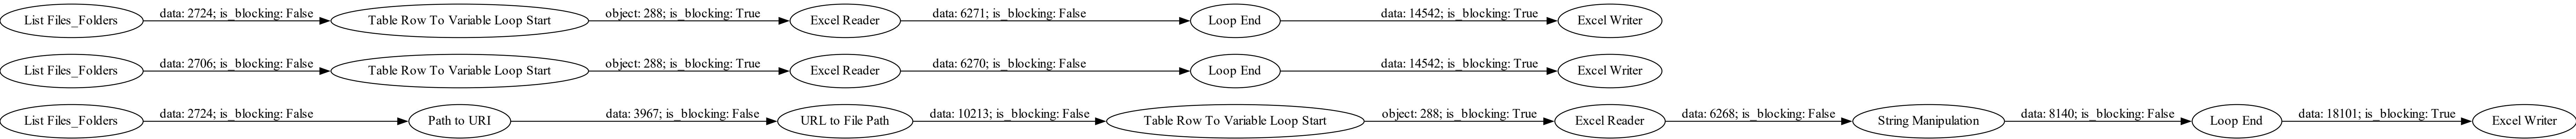 List Files_Folders data: 2724; is_blocking: False Table Row To Variable Loop Start object: 288; is_blocking: True Excel Reader data: 6271; is_blocking: False Loop End data: 14542; is_blocking: True Excel Writer
List Files_Folders data: 2706; is_blocking: False Table Row To Variable Loop Start object: 288; is_blocking: True Excel Reader data: 6270; is_blocking: False Loop End data: 14542; is_blocking: True Excel Writer
List Files_Folders data: 2724; is_blocking: False Path to URI data: 3967; is_blocking: False URL to File Path data: 10213; is_blocking: False Table Row To Variable Loop Start object: 288; is_blocking: True Excel Reader data: 6268; is_blocking: False String Manipulation data: 8140; is_blocking: False Loop End data: 18101; is_blocking: True Excel Writer